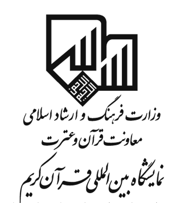 وزارت فرهنگ و ارشاد اسلامی
معاونت قرآن و عترت
نمایشگاه بین المللی قرآن کریم